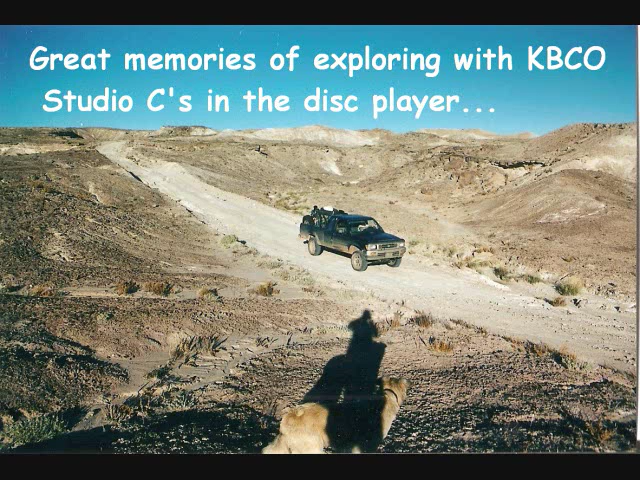 Great memories of exploring with KBCO
Studio C's in the disc player...